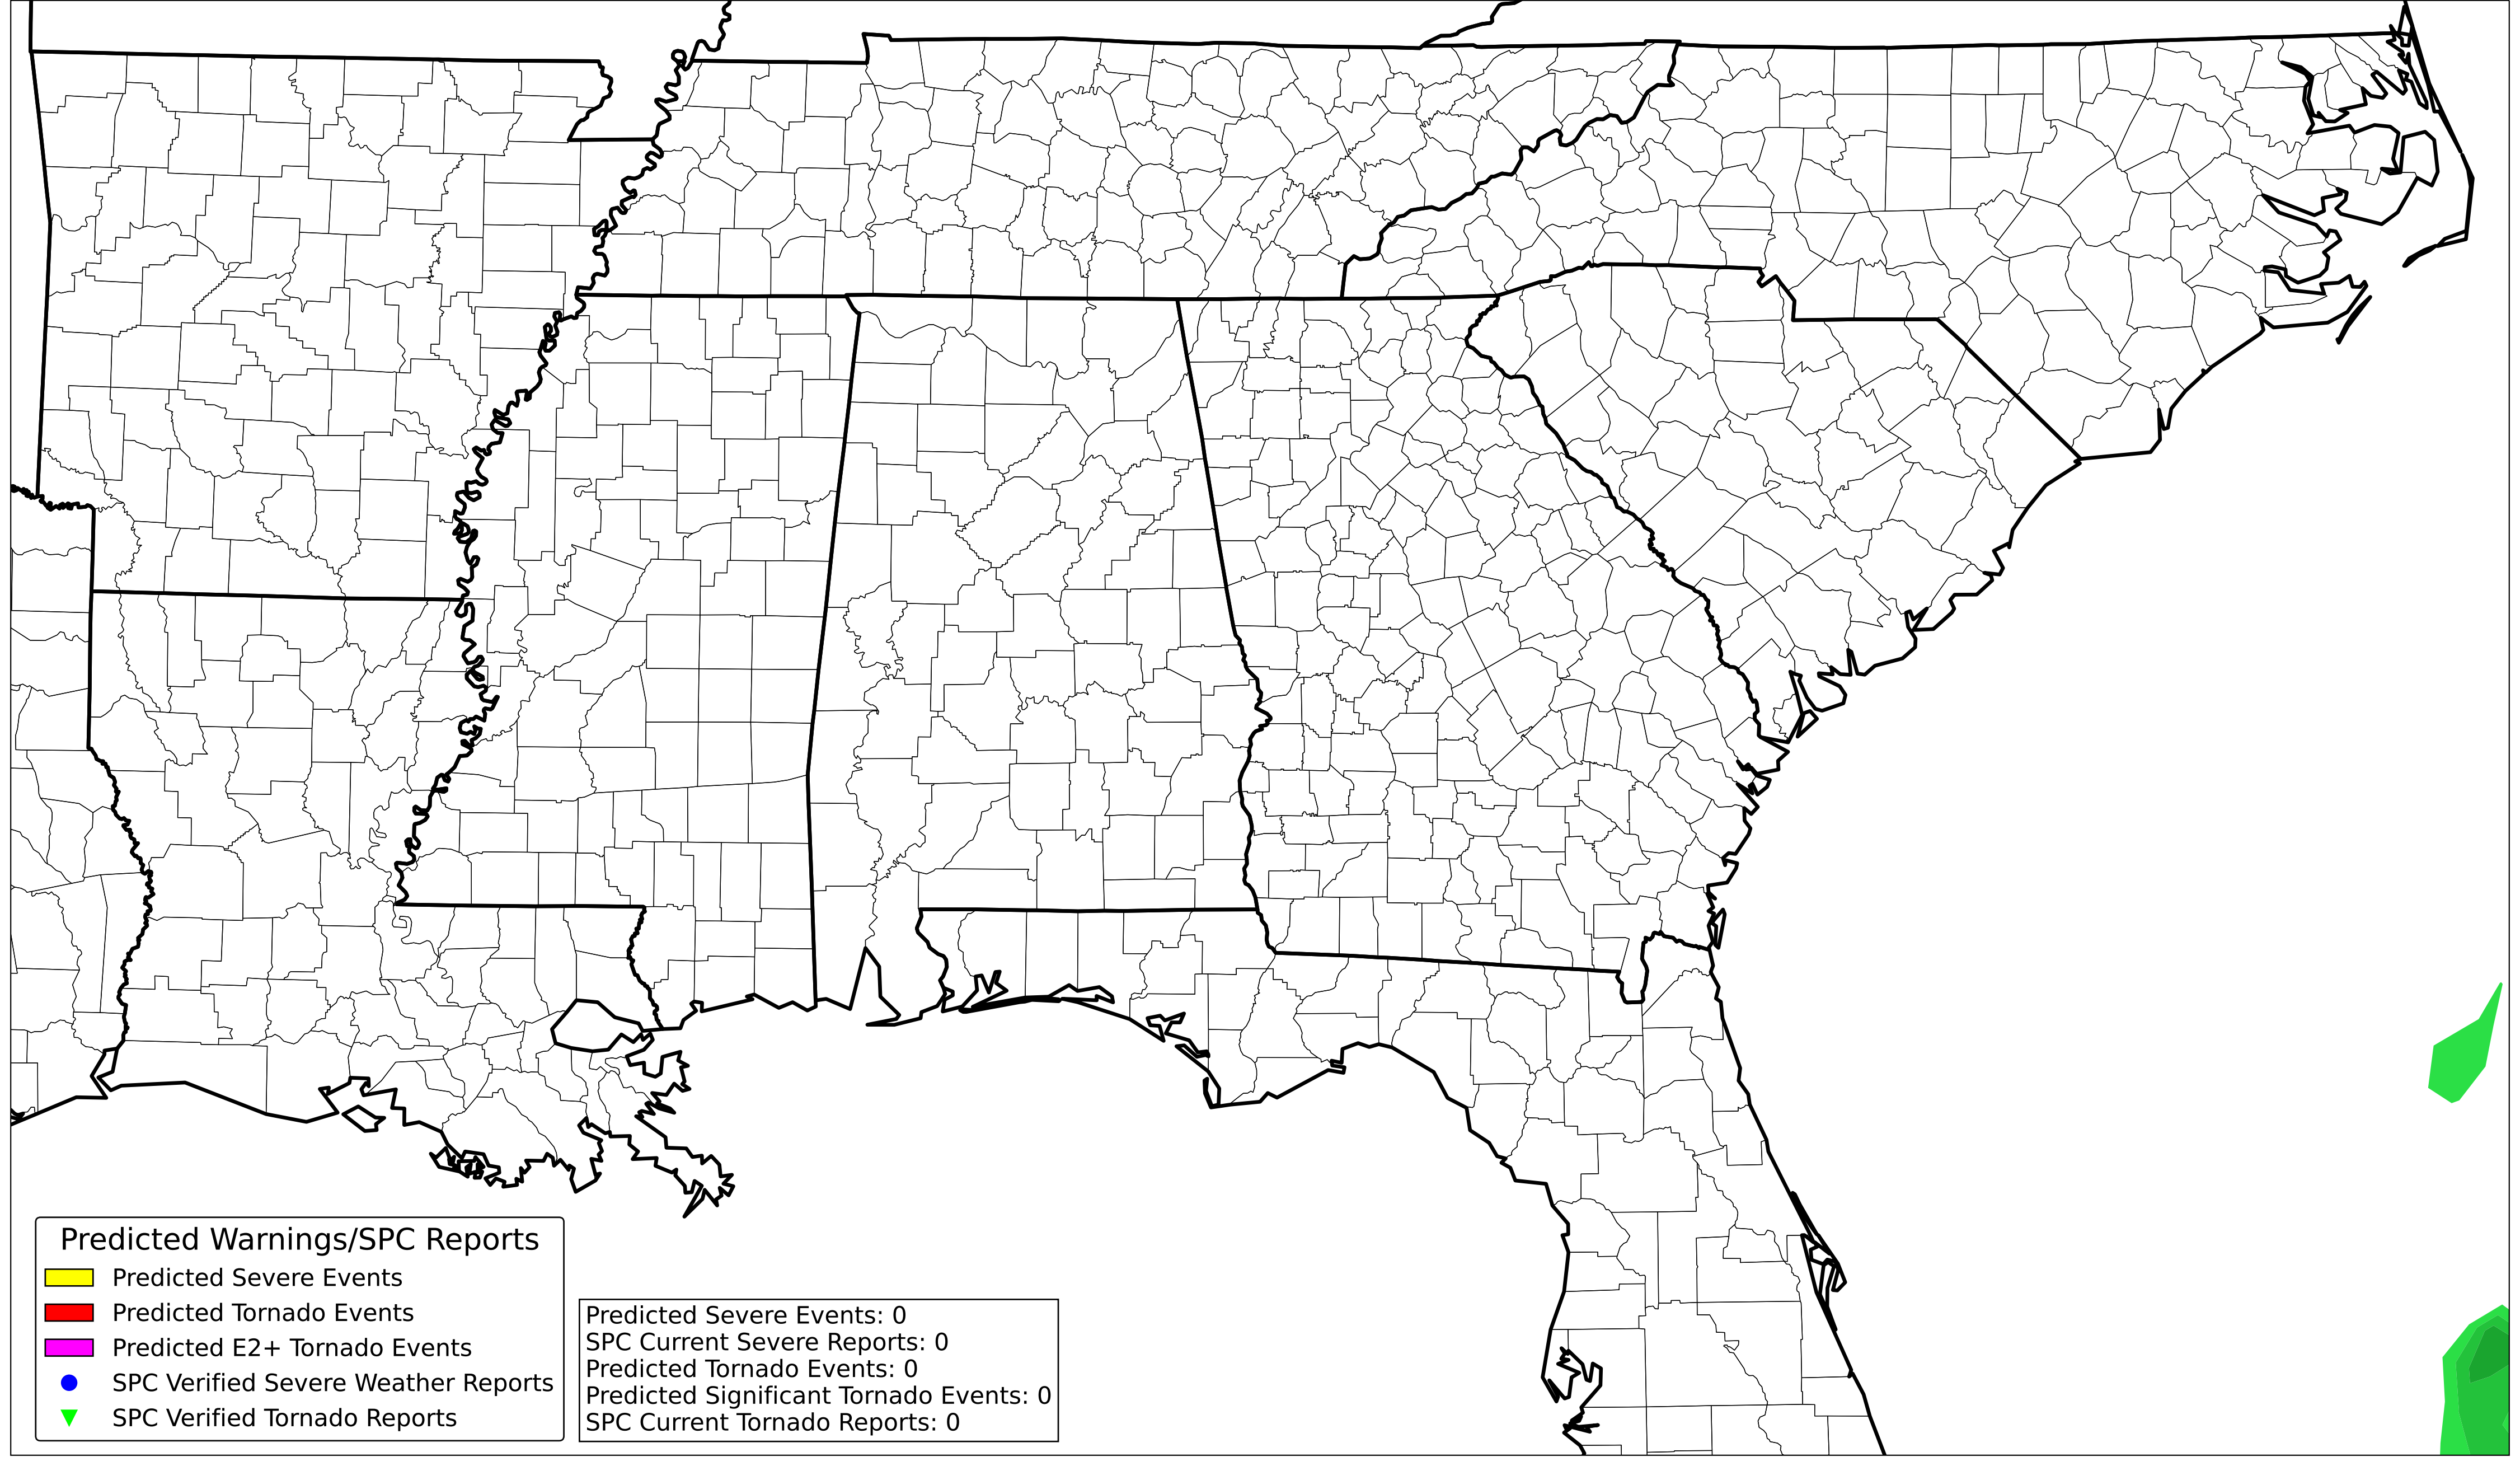 Predicted Warnings/SPC Reports
Predicted Severe Events
Predicted Tornado Events
Predicted E2+ Tornado Events
SPC Verified Severe Weather Reports
SPC Verified Tornado Reports
Predicted Severe Events: 0
SPC Current Severe Reports: 0
Predicted Tornado Events: 0
Predicted Significant Tornado Events: 0
SPC Current Tornado Reports: 0